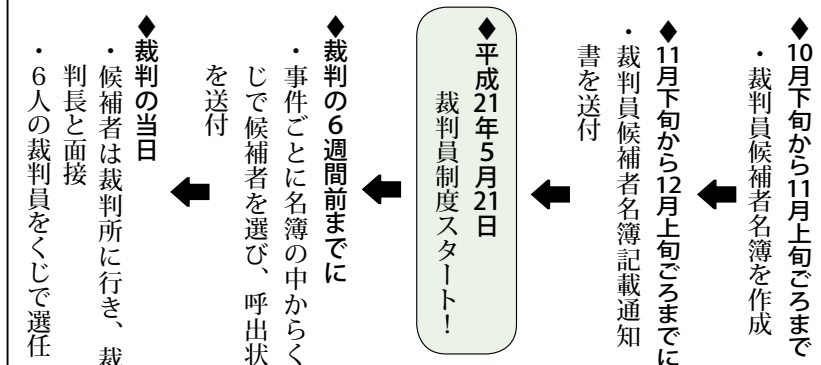 ◆10月下旬から11月上旬ごろまで
・裁判員候補者名簿を作成
◆11月下旬から12月上旬ごろまでに
・裁判員候補者名簿記載通知
書を送付
◆平成21年5月21日
裁判員制度スタート！
◆裁判の６週間前までに
・事件ごとに名簿の中からく
じで候補者を選び、呼出状
を送付
◆裁判の当日
・候補者は裁判所に行き、裁
判長と面接
・６人の裁判員をくじで選任